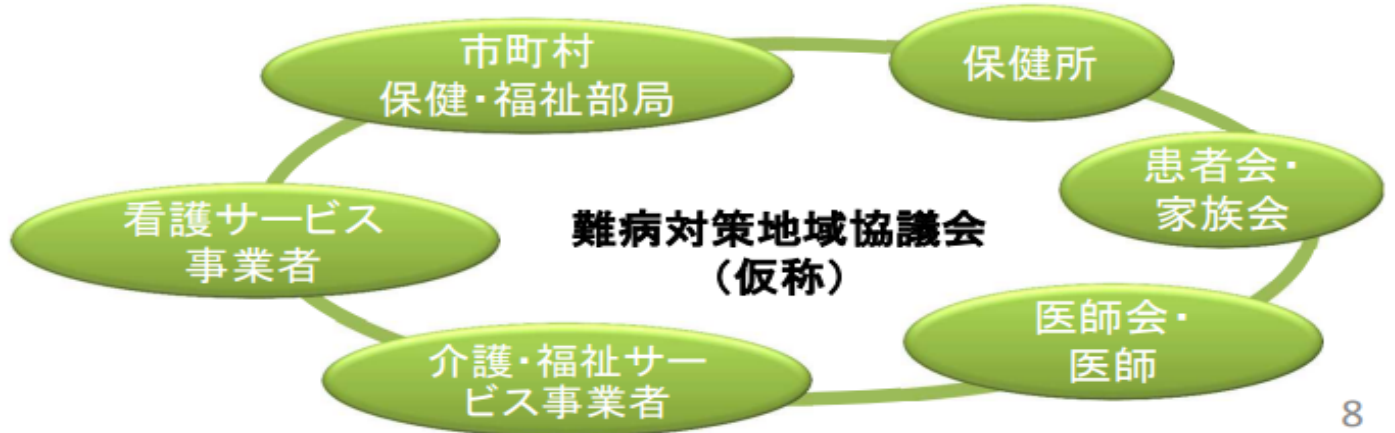 市町村
保健・福祉部局
保健所
患者会・
家族会
看護サービス
事業者
難病対策地域協議会
（仮称）
医師会・
医師
介護・福祉サー
ビス事業者
8